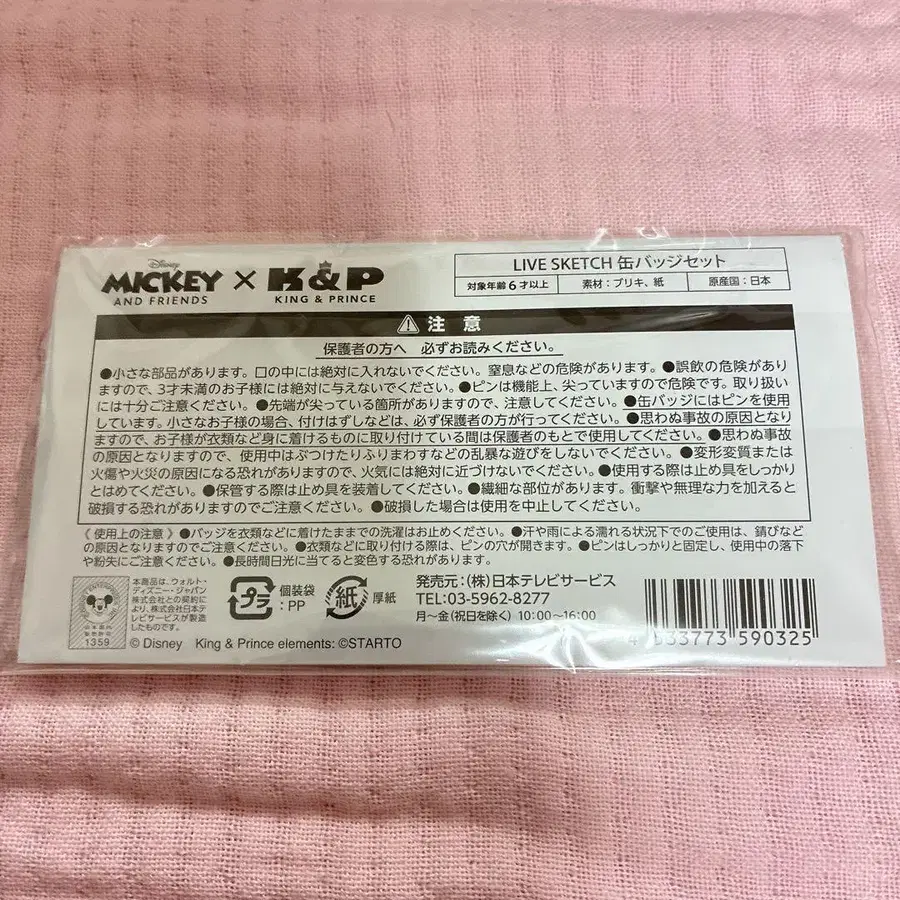 Disney
MICKEY
AND FRIENDS
×
K&P
KING & PRINCE
LIVE SKETCH 缶バッジセット
対象年齢6才以上 素材：ブリキ、紙 原産国：日本
注 意
保護者の方へ 必ずお読みください。
●小さな部品があります。口の中には絶対に入れないでください。窒息などの危険があります。●誤飲の危険があり
ますので、3才未満のお子様には絶対に与えないでください。●ピンは機能上、尖っていますので危険です。取り扱い
には十分ご注意ください。●先端が尖っている箇所がありますので、注意してください。●缶バッジにはピンを使用
しています。小さなお子様の場合、付けはずしなどは、必ず保護者の方が行ってください。●思わぬ事故の原因となり
ますので、お子様が衣類など身に着けるものに取り付けている間は保護者のもとで使用してください。●思わぬ事故
の原因となりますので、使用中はぶつけたりふりまわすなどの乱暴な遊びをしないでください。●変形変質または
火傷や火災の原因になる恐れがありますので、火気には絶対に近づけないでください。●使用する際は止め具をしっかり
とはめてください。●保管する際は止め具を装着してください。●繊細な部位があります。衝撃や無理な力を加えると
破損する恐れがありますのでご注意ください。●破損した場合は使用を中止してください。
《 使用上の注意 》●バッジを衣類などに着けたままでの洗濯はお止めください。●汗や雨による濡れる状況下でのご使用は、錆びなど
の原因となりますのでご注意ください。●衣類などに取り付ける際は、ピンの穴が開きます。●ピンはしっかりと固定し、使用中の落下
や紛失にご注意ください。●長時間日光に当てると変色する恐れがあります。
1359
本商品は、ウォルト・
ディズニー・ジャパン
株式会社との契約によ
り、株式会社日本テ
レビサービスが製造し
たものです。
プラ
個装袋
：PP
紙
厚紙
発売元：(株)日本テレビサービス
TEL:03-5962-8277
月～金(祝日を除く) 10:00～16:00
590325
© Disney King & Prince elements: ©STARTO